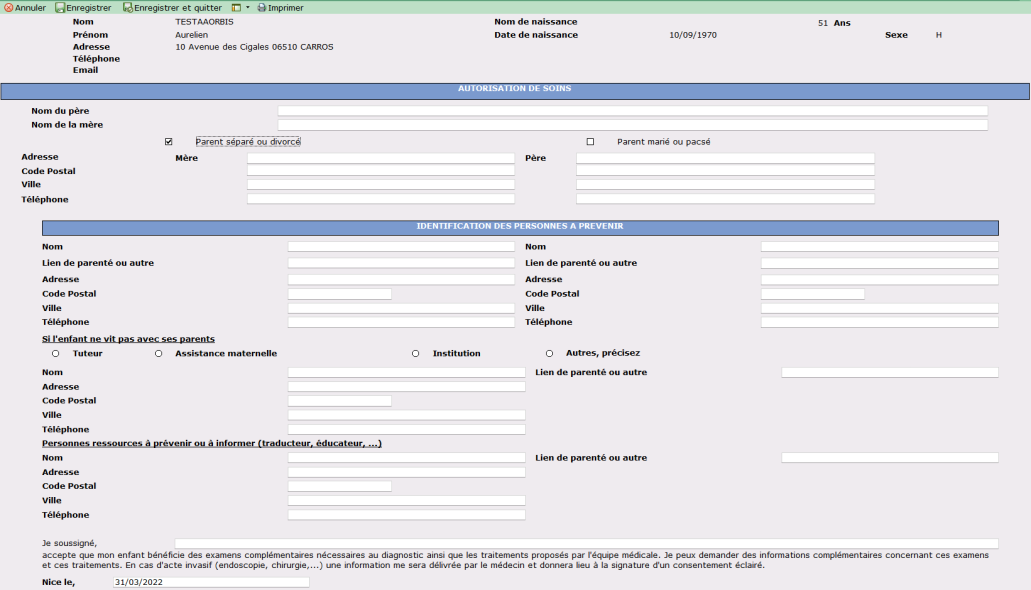 Annuler Enregistrer Enregistrer et quitter Imprimer
Nom TESTAAORBIS Nom de naissance 51 Ans
Prénom Aurelien Date de naissance 10/09/1970 Sexe H
Adresse 10 Avenue des Cigales 06510 CARROS
Téléphone
Email
AUTORISATION DE SOINS
Nom du père
Nom de la mère
Parent séparé ou divorcé Parent marié ou pacsé
Adresse Mère Père
Code Postal
Ville
Téléphone
IDENTIFICATION DES PERSONNES A PREVENIR
Nom Nom
Lien de parenté ou autre Lien de parenté ou autre
Adresse Adresse
Code Postal Code Postal
Ville Ville
Téléphone Téléphone
Si l'enfant ne vit pas avec ses parents
Tuteur Assistance maternelle Institution Autres, précisez
Nom Lien de parenté ou autre
Adresse
Code Postal
Ville
Téléphone
Personnes ressources à prévenir ou à informer (traducteur, éducateur, ...)
Nom Lien de parenté ou autre
Adresse
Code Postal
Ville
Téléphone
Je soussigné,
accepte que mon enfant bénéficie des examens complémentaires nécessaires au diagnostic ainsi que les traitements proposés par l'équipe médicale. Je peux demander des informations complémentaires concernant ces examens
et ces traitements. En cas d'acte invasif (endoscopie, chirurgie,...) une information me sera délivrée par le médecin et donnera lieu à la signature d'un consentement éclairé.
Nice le, 31/03/2022